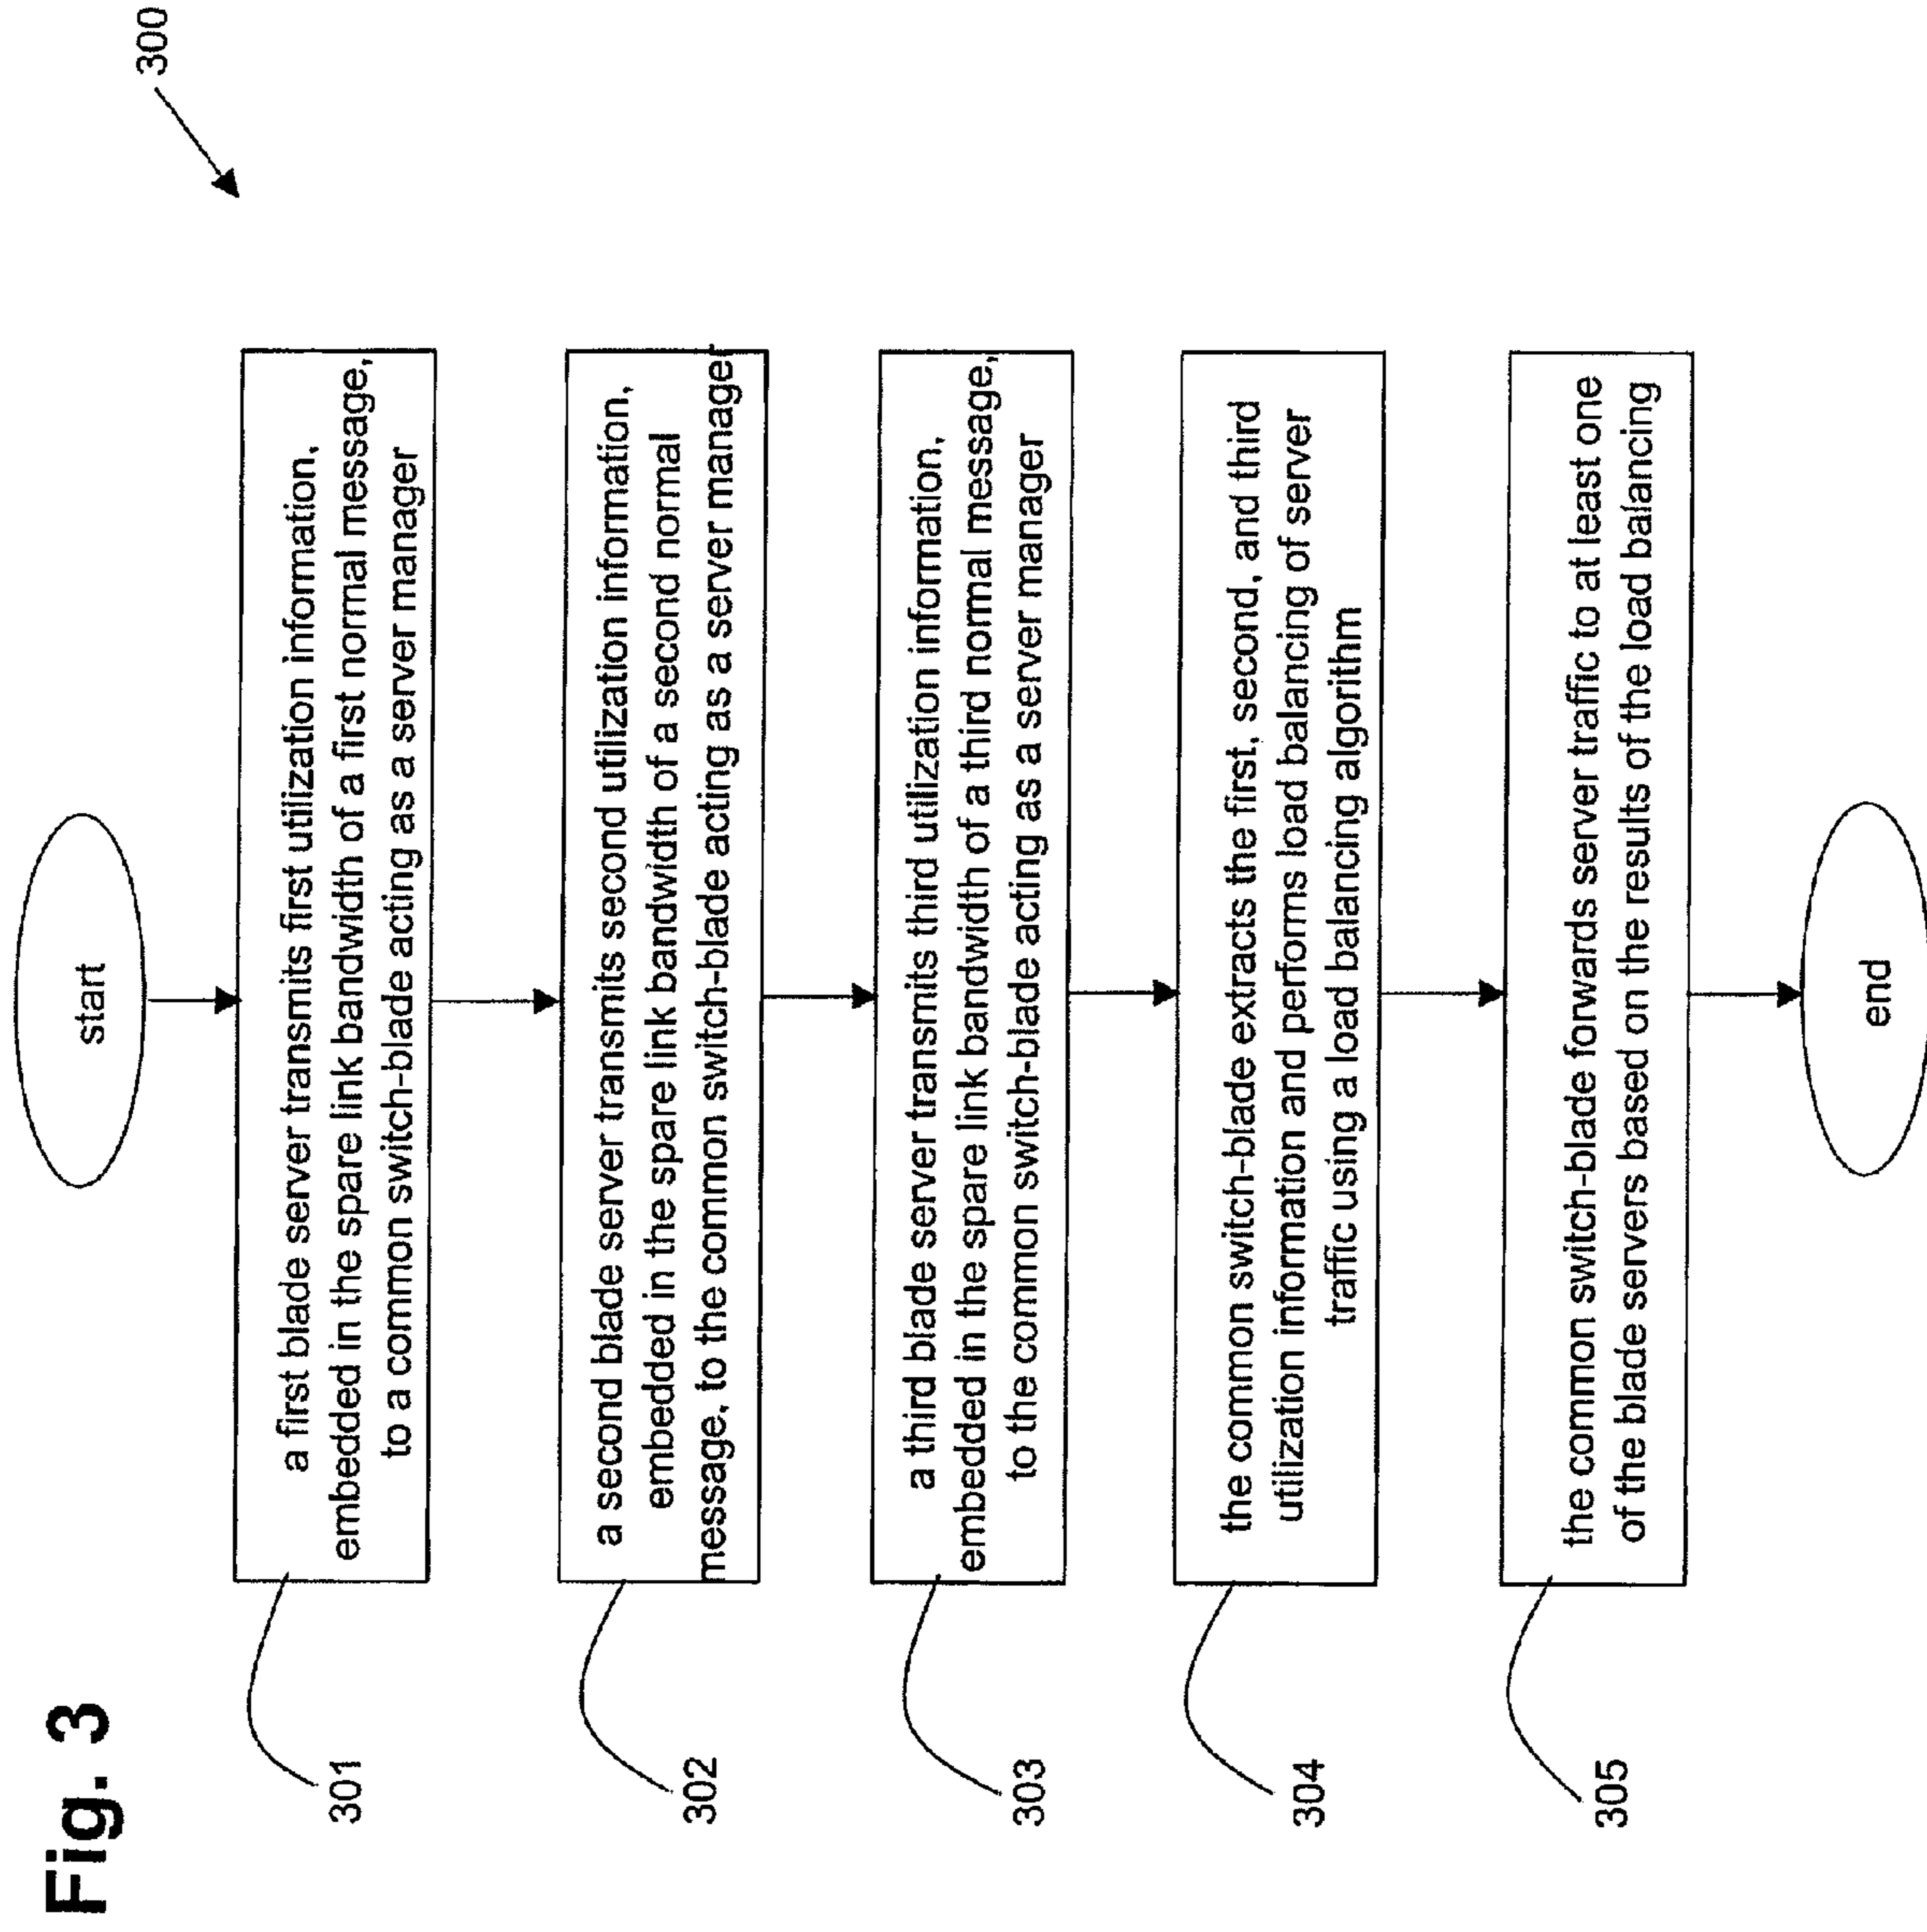 Fig. 3
300
start
301
a first blade server transmits first utilization information,
embedded in the spare link bandwidth of a first normal message,
to a common switch-blade acting as a server manager
302
a second blade server transmits second utilization information,
embedded in the spare link bandwidth of a second normal
message, to the common switch-blade acting as a server manager
303
a third blade server transmits third utilization information,
embedded in the spare link bandwidth of a third normal message,
to the common switch-blade acting as a server manager
304
the common switch-blade extracts the first, second, and third
utilization information and performs load balancing of server
traffic using a load balancing algorithm
305
the common switch-blade forwards server traffic to at least one
of the blade servers based on the results of the load balancing
end